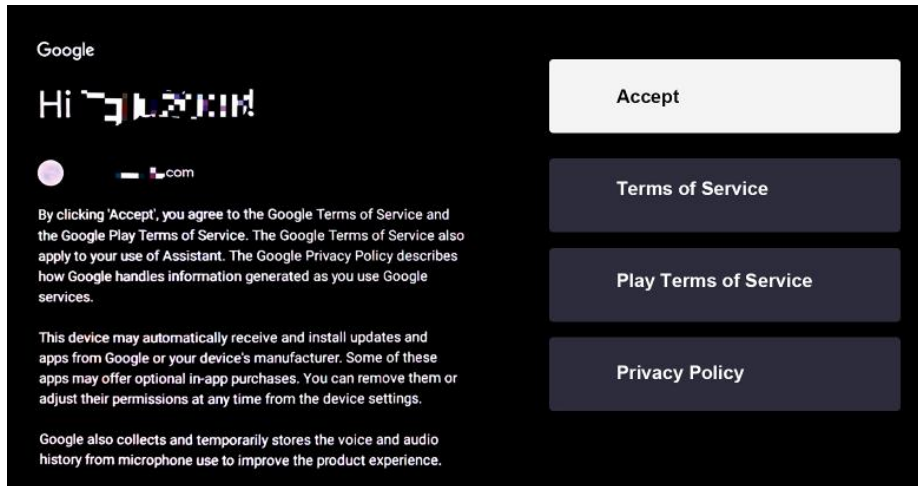 Google
Hi
com
By clicking 'Accept', you agree to the Google Terms of Service and
the Google Play Terms of Service. The Google Terms of Service also
apply to your use of Assistant. The Google Privacy Policy describes
how Google handles information generated as you use Google
services.
This device may automatically receive and install updates and
apps from Google or your device's manufacturer. Some of these
apps may offer optional in-app purchases. You can remove them or
adjust their permissions at any time from the device settings.
Google also collects and temporarily stores the voice and audio
history from microphone use to improve the product experience.
Accept
Terms of Service
Play Terms of Service
Privacy Policy